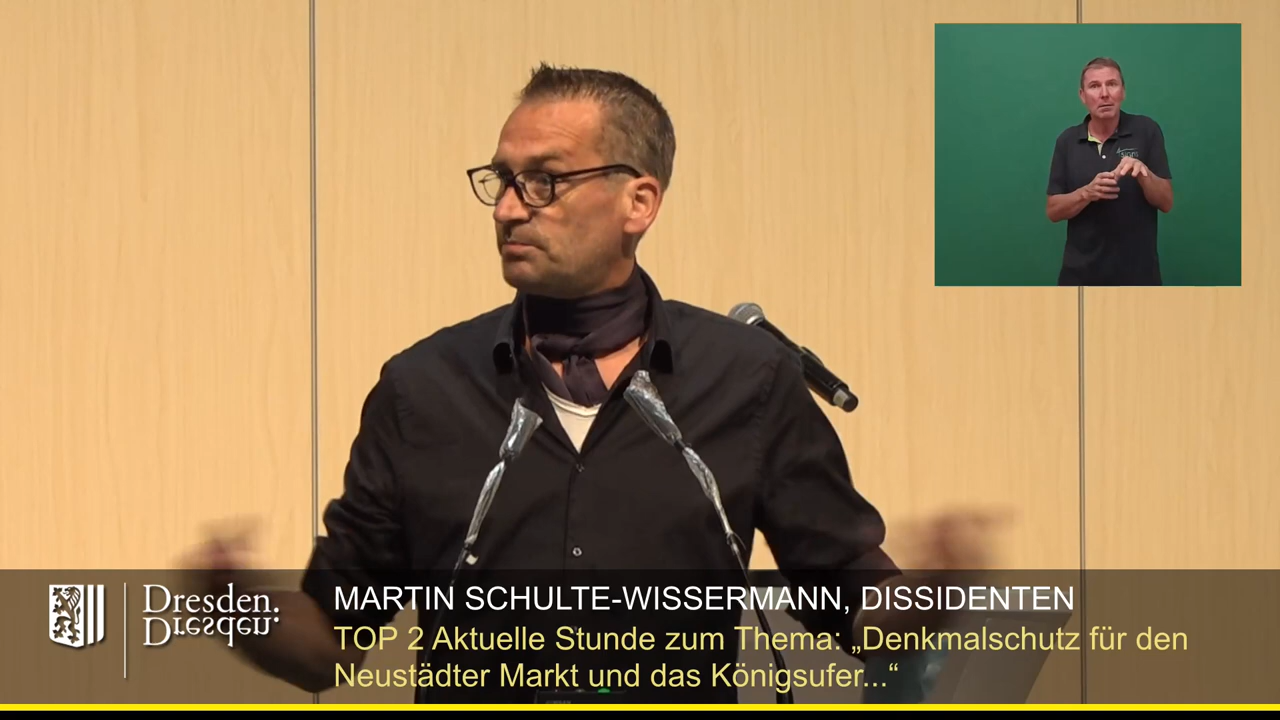 Dresden.
Dresden.
MARTIN SCHULTE-WISSERMANN, DISSIDENTEN
TOP 2 Aktuelle Stunde zum Thema: „Denkmalschutz für den
Neustädter Markt und das Königsufer...“